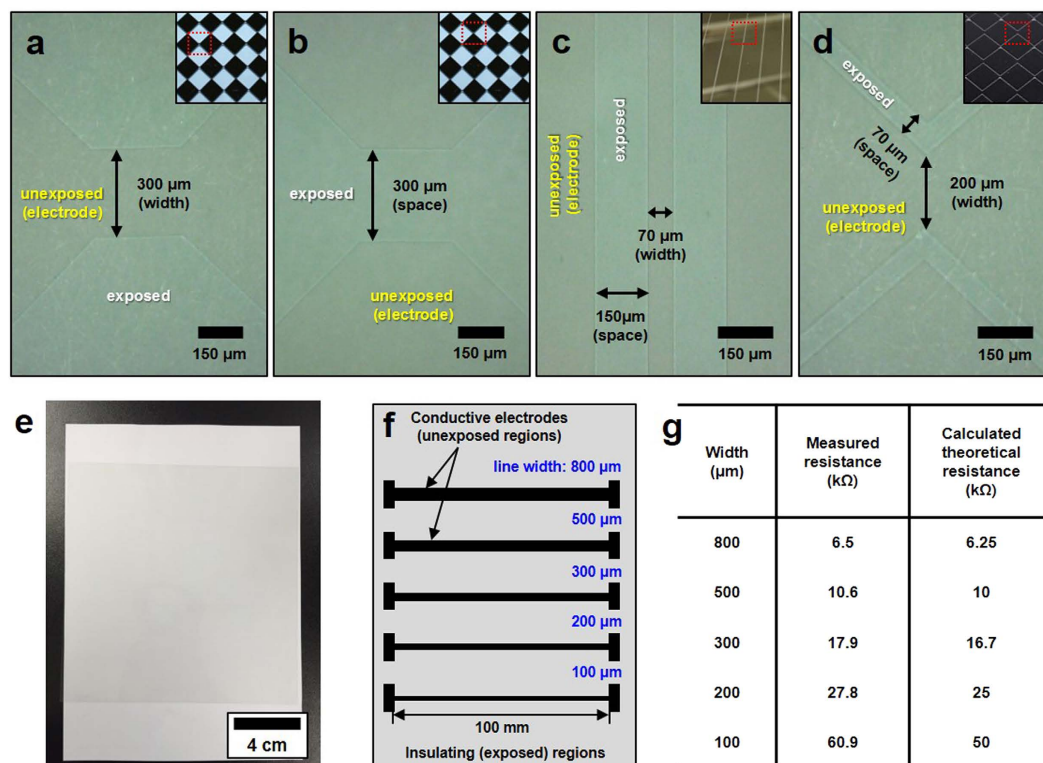 a
unexposed
(electrode)
300 µm
(width)
exposed
150 µm
b
exposed
300 µm
(space)
unexposed
(electrode)
150 µm
c
unexposed
(electrode)
exposed
70 µm
(width)
150µm
(space)
150 µm
d
exposed
70 µm
(space)
200 µm
(width)
unexposed
(electrode)
150 µm
e
4 cm
f
Conductive electrodes
(unexposed regions)
line width: 800 µm
500 µm
300 µm
200 µm
100 µm
100 mm
Insulating (exposed) regions
g
Width
(µm)
Measured
resistance
(kΩ)
Calculated
theoretical
resistance
(kΩ)
800 6.5 6.25
500 10.6 10
300 17.9 16.7
200 27.8 25
100 60.9 50